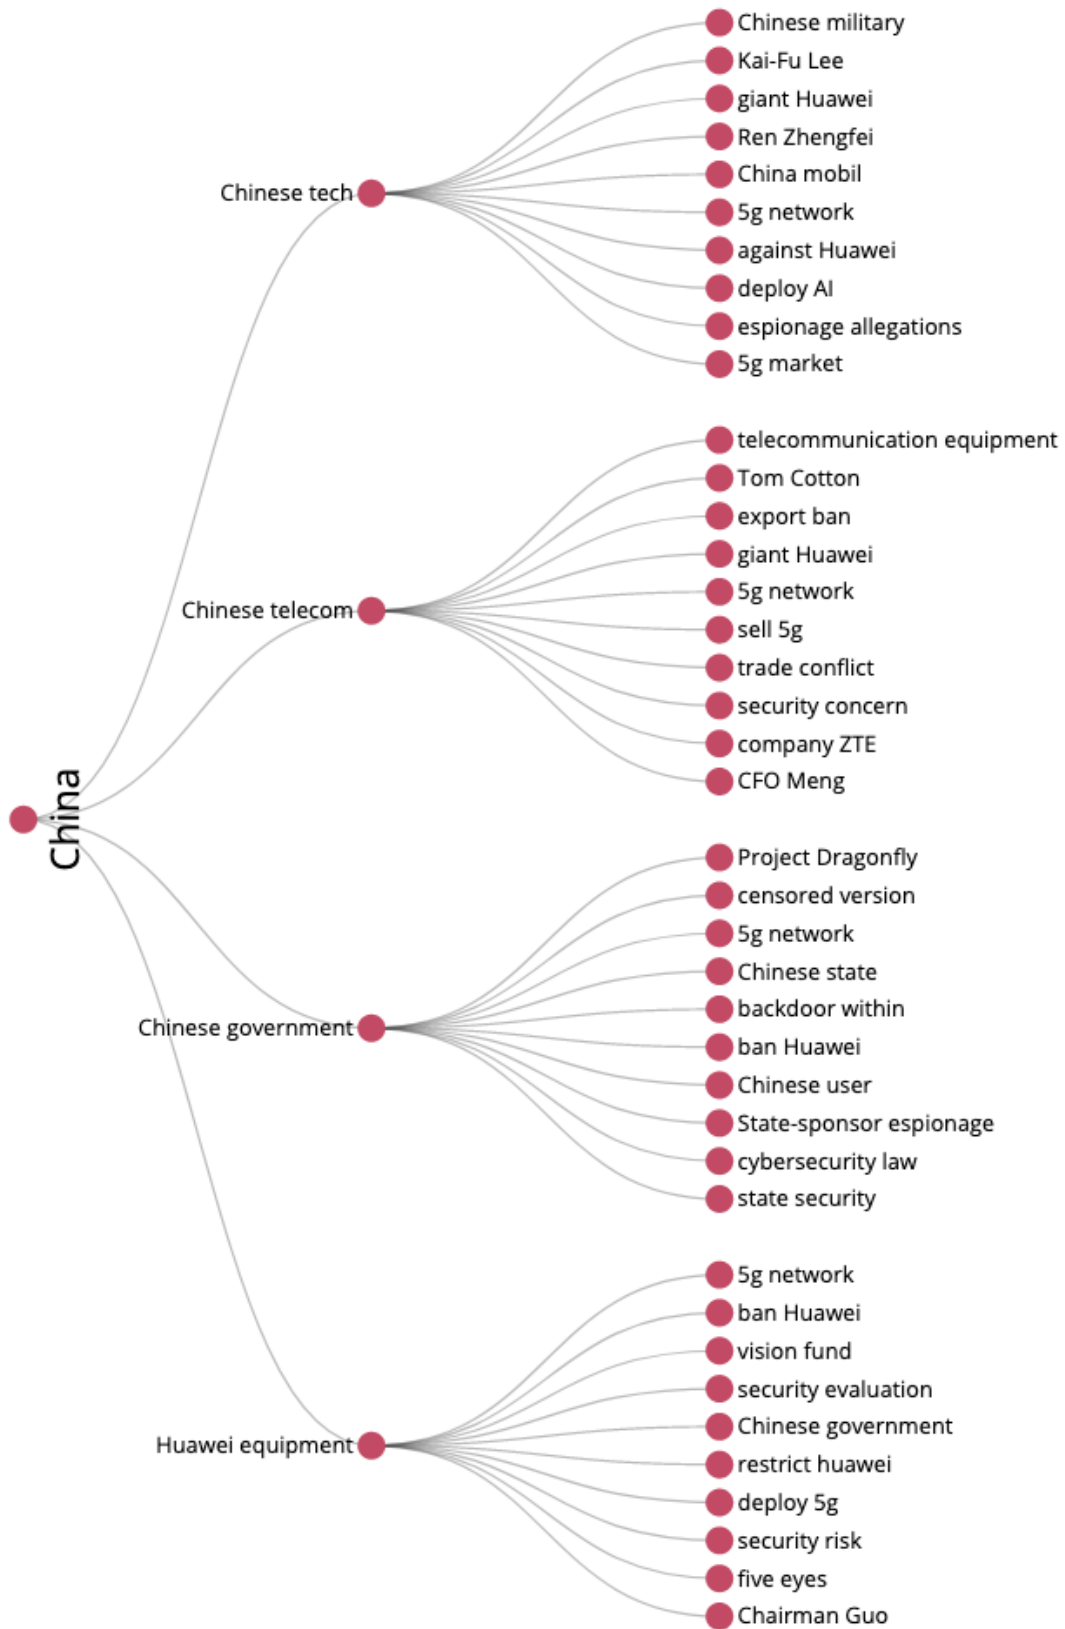 China
Chinese tech
Chinese military
Kai-Fu Lee
giant Huawei
Ren Zhengfei
China mobil
5g network
against Huawei
deploy AI
espionage allegations
5g market
Chinese telecom
telecommunication equipment
Tom Cotton
export ban
giant Huawei
5g network
sell 5g
trade conflict
security concern
company ZTE
CFO Meng
Chinese government
Project Dragonfly
censored version
5g network
Chinese state
backdoor within
ban Huawei
Chinese user
State-sponsor espionage
cybersecurity law
state security
Huawei equipment
5g network
ban Huawei
vision fund
security evaluation
Chinese government
restrict huawei
deploy 5g
security risk
five eyes
Chairman Guo